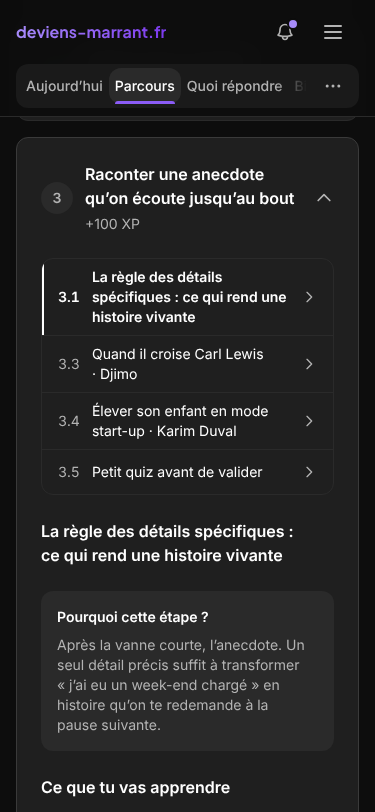 deviens-marrant.fr
Aujourd’hui
Parcours
Quoi répondre
3
Raconter une anecdote
qu’on écoute jusqu’au bout
+100 XP
3.1
La règle des détails
spécifiques : ce qui rend une
histoire vivante
3.3
Quand il croise Carl Lewis
· Djimo
3.4
Élever son enfant en mode
start-up · Karim Duval
3.5
Petit quiz avant de valider
La règle des détails spécifiques :
ce qui rend une histoire vivante
Pourquoi cette étape ?
Après la vanne courte, l’anecdote. Un
seul détail précis suffit à transformer
« j’ai eu un week-end chargé » en
histoire qu’on te redemande à la
pause suivante.
Ce que tu vas apprendre